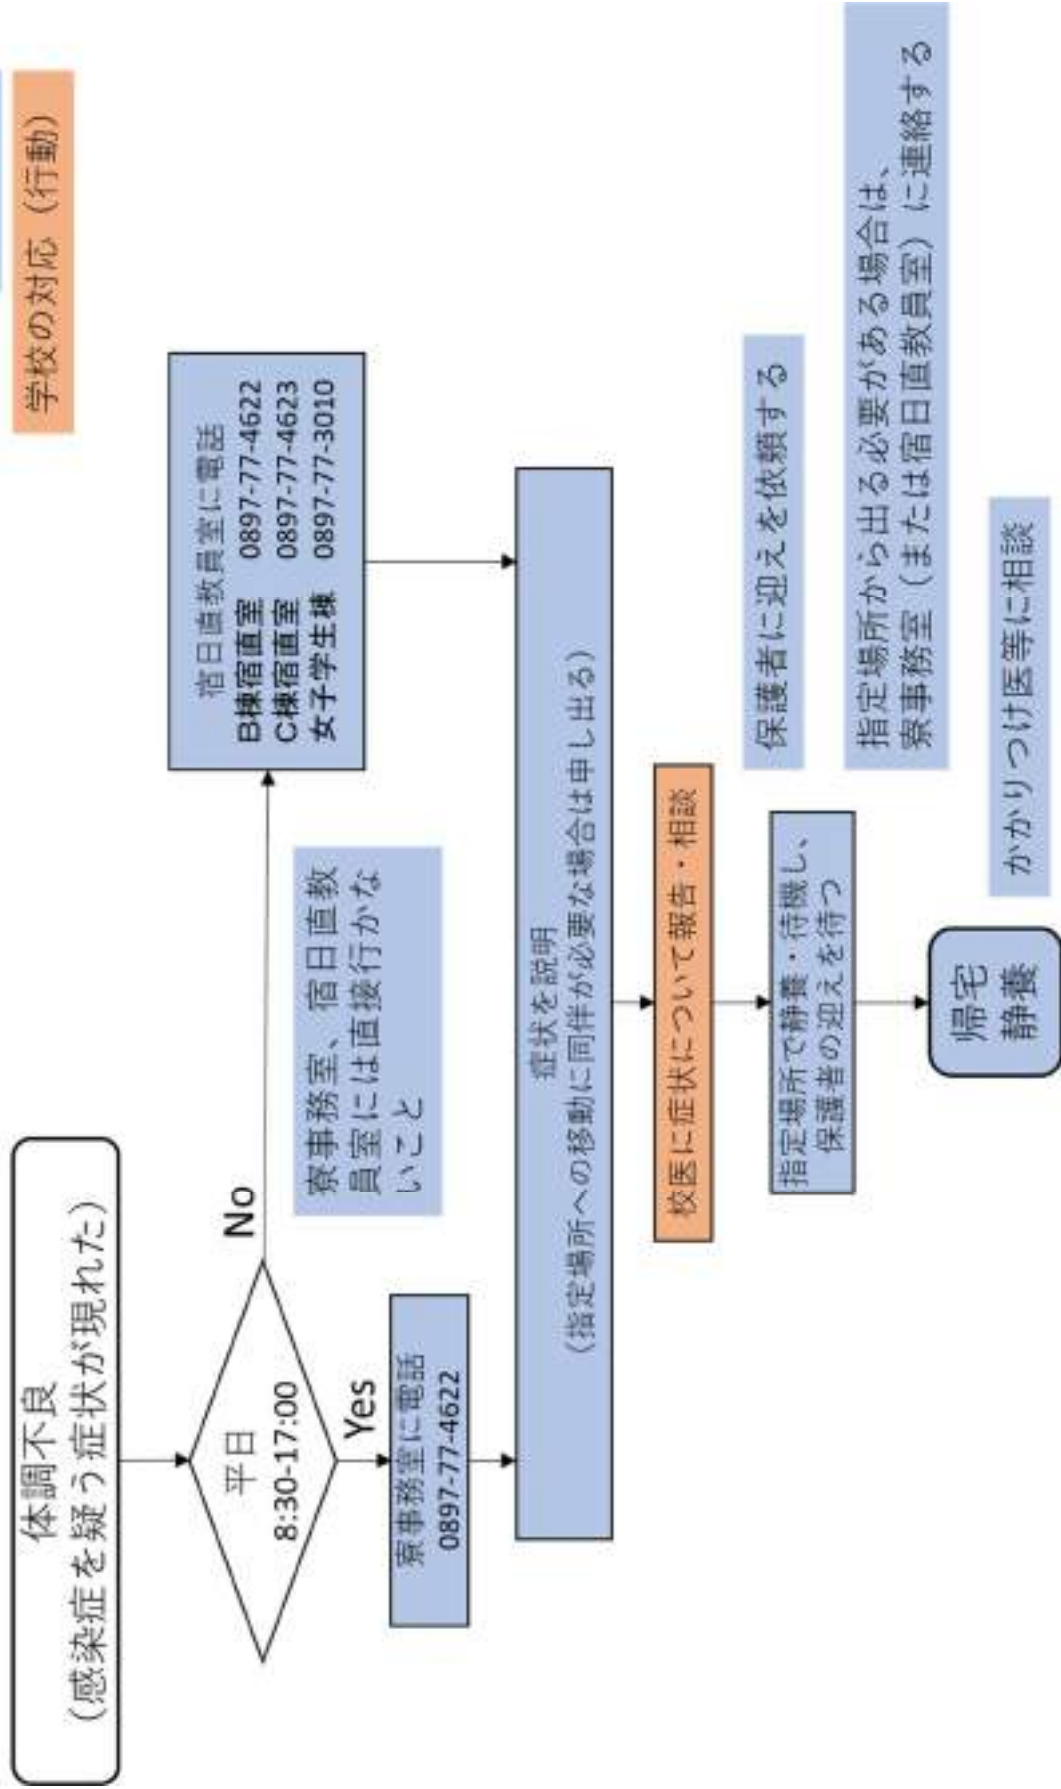 学校の対応（行動）
体調不良
（感染症を疑う症状が現れた）
平日
8:30-17:00
No
Yes
宿日直教員室に電話
B棟宿直室 0897-77-4622
C棟宿直室 0897-77-4623
女子学生棟 0897-77-3010
寮事務室、宿日直教
員室には直接行かな
いこと
寮事務室に電話
0897-77-4622
症状を説明
（指定場所への移動に同伴が必要な場合は申し出る）
校医に症状について報告・相談
保護者に迎えを依頼する
指定場所で静養・待機し、
保護者の迎えを待つ
指定場所から出る必要がある場合は、
寮事務室（または宿日直教員室）に連絡する
帰宅
静養
かかりつけ医等に相談